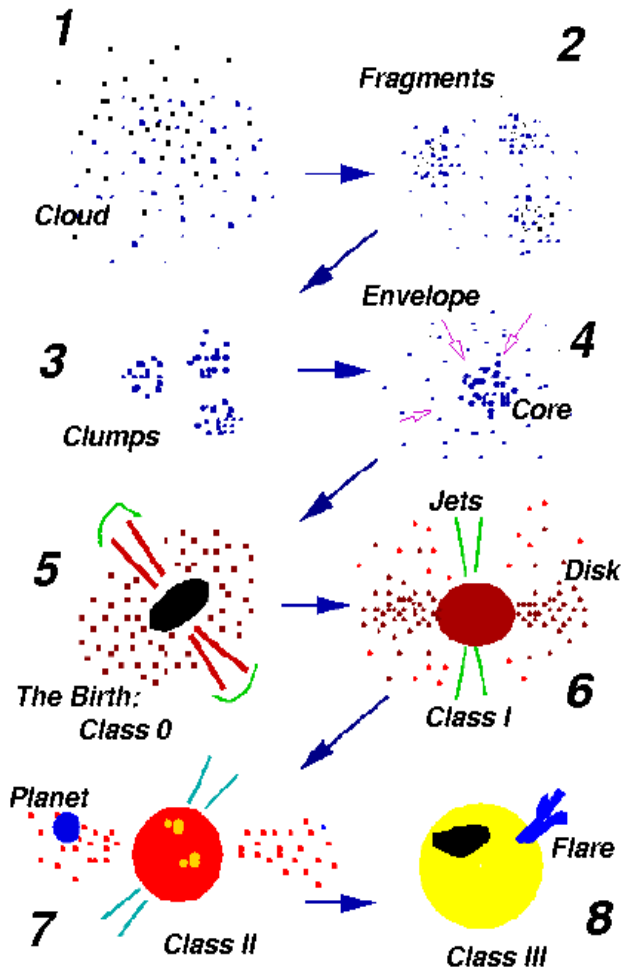 1
2
Fragments
Cloud
3
Clumps
Envelope
4
Core
5
The Birth:
Class 0
Jets
Disk
Class I
6
Planet
7
Class II
Flare
8
Class III